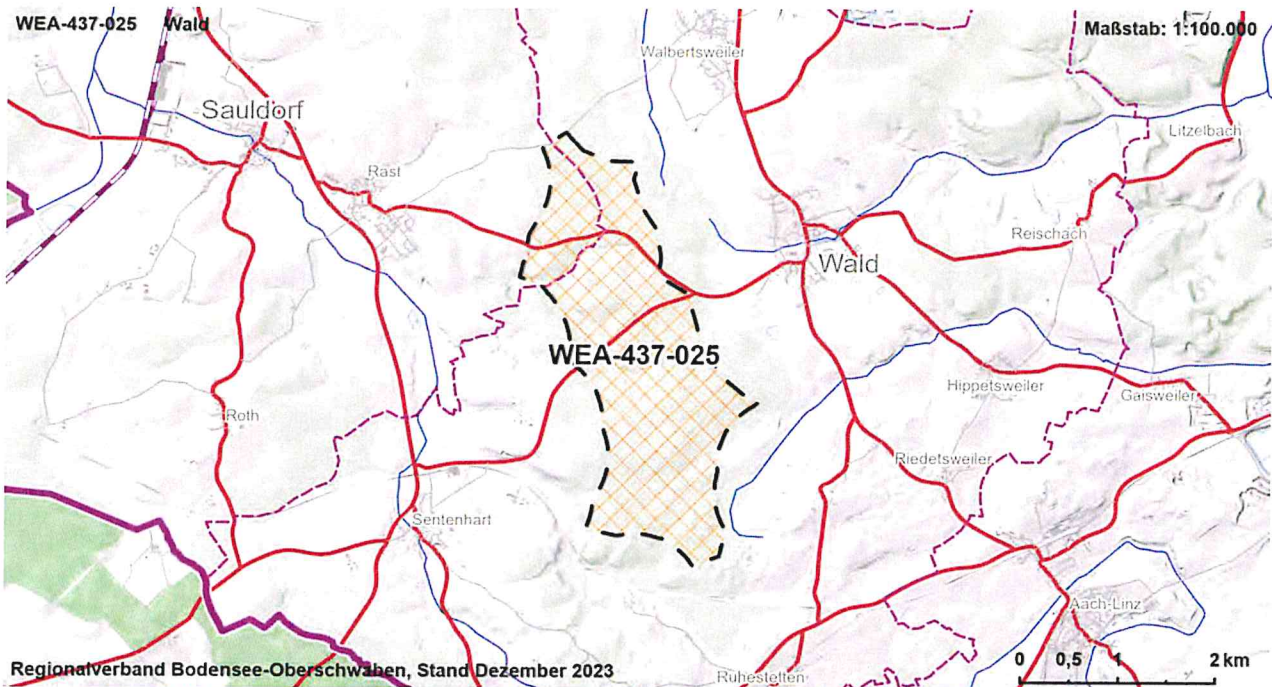 WEA-437-025 Wald
Maßstab: 1:100.000
Walbertsweiler
Sauldorf
Litzelbach
Rast
Reischach
Wald
WEA-437-025
Hippetsweiler
Gaisweiler
Roth
Riedetsweiler
Sentenhart
Aach-Linz
Regionalverband Bodensee-Oberschwaben, Stand Dezember 2023
Ruhestetten
0 0,5 1 2 km